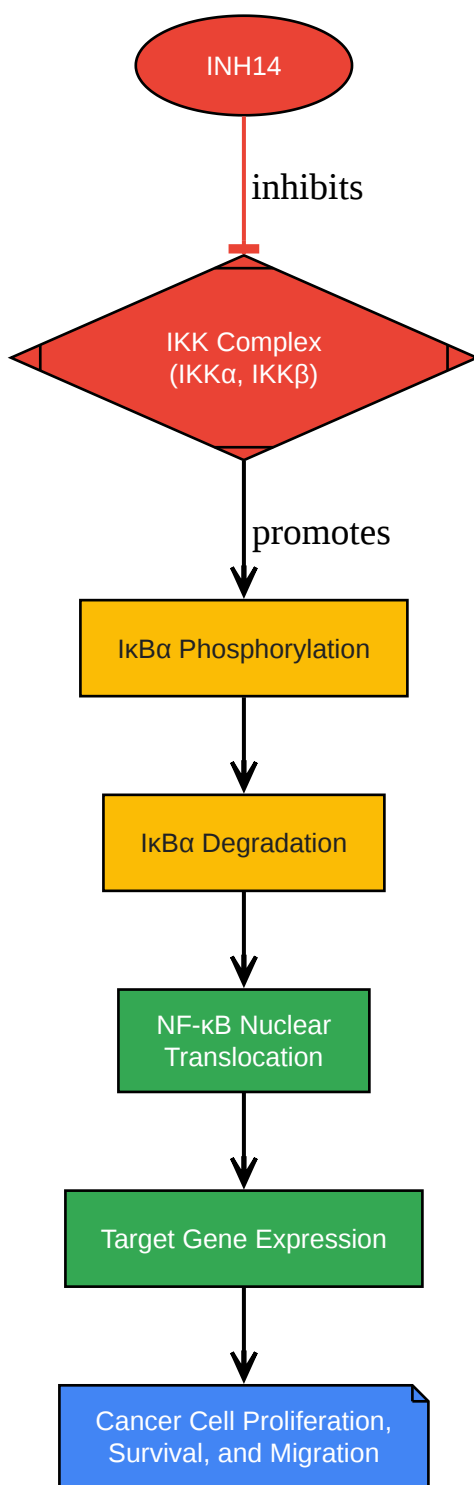 INH14
inhibits
IKK Complex
(IKKα, IKKβ)
promotes
IκBα Phosphorylation
IκBα Degradation
NF-κB Nuclear
Translocation
Target Gene Expression
Cancer Cell Proliferation,
Survival, and Migration